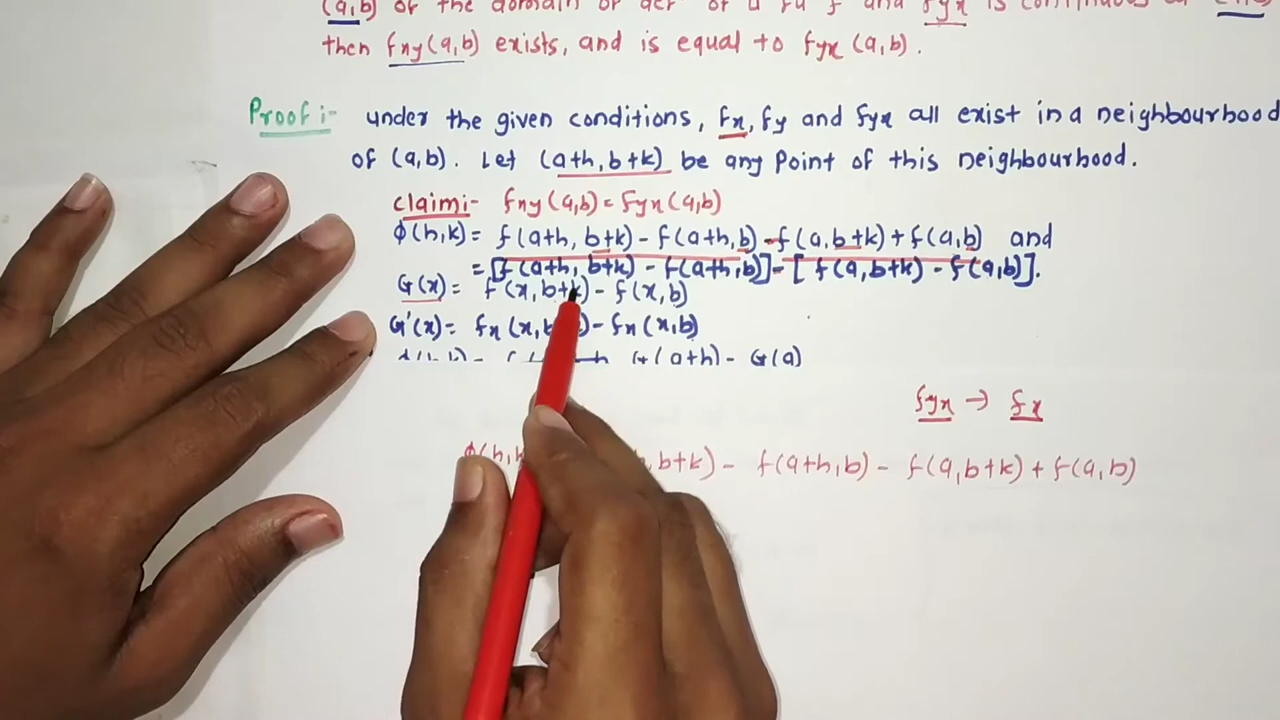 (a,b) of the domain of def of a fu f and fyx is continuous at
then fxy(a,b) exists, and is equal to fyx(a,b).
Proof:- under the given conditions, fx, fy and fyx all exist in a neighbourhood
of (a,b). Let (a+h, b+k) be any point of this neighbourhood.
claim:- fxy(a,b) = fyx(a,b)
ϕ(h,k) = f(a+h, b+k) - f(a+h, b) - f(a, b+k) + f(a,b) and
= [f(a+h, b+k) - f(a+h, b)] - [f(a, b+k) - f(a,b)].
G(x) = f(x, b+k) - f(x, b)
G'(x) = fx(x, b - fx(x, b)
G(a+h) - G(a)
fyx → fx
ϕ(h, b+k) - f(a+h, b) - f(a, b+k) + f(a,b)